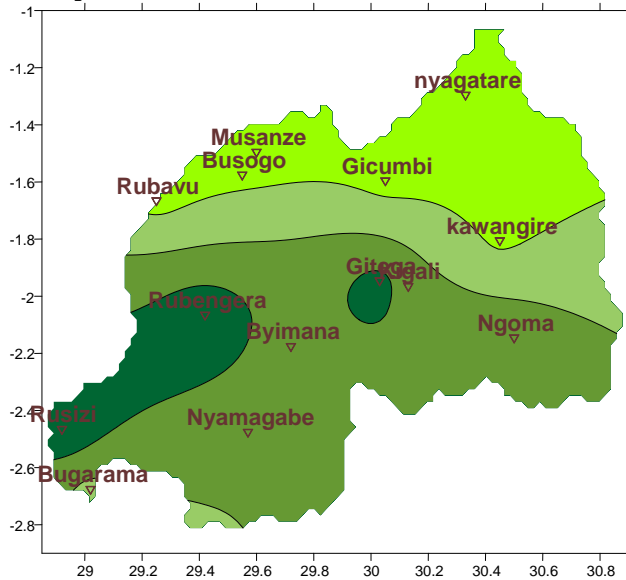 -1
-1.2
nyagatare
-1.4
Musanze
Busogo
Gicumbi
-1.6
Rubavu
kawangire
-1.8
Gitega
Kigali
-2
Rubengera
Ngoma
Byimana
-2.2
-2.4
Rusizi
Nyamagabe
-2.6
Bugarama
-2.8
29 29.2 29.4 29.6 29.8 30 30.2 30.4 30.6 30.8